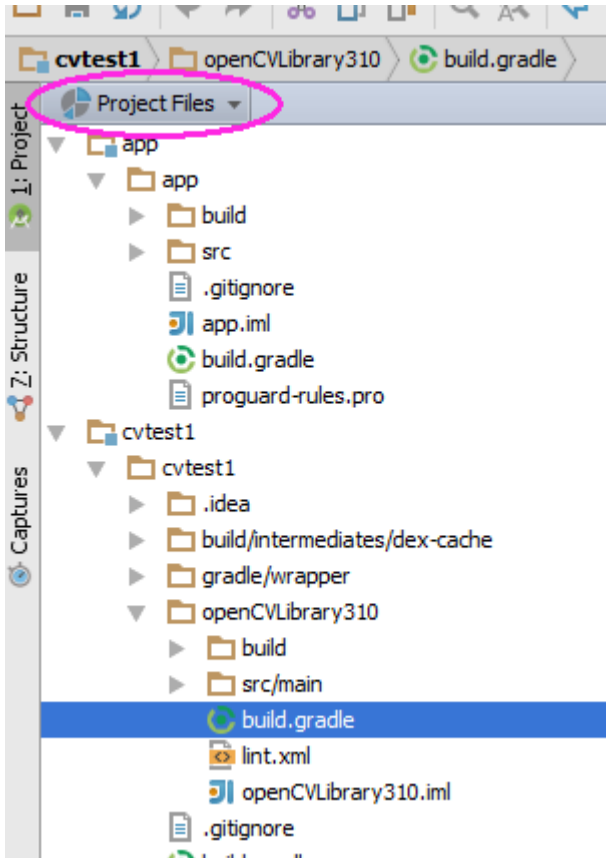 cvtest1 openCVLibrary310 build.gradle
Project Files
1: Project
7: Structure
Captures
app
app
build
src
.gitignore
app.iml
build.gradle
proguard-rules.pro
cvtest1
cvtest1
.idea
build/intermediates/dex-cache
gradle/wrapper
openCVLibrary310
build
src/main
build.gradle
lint.xml
openCVLibrary310.iml
.gitignore